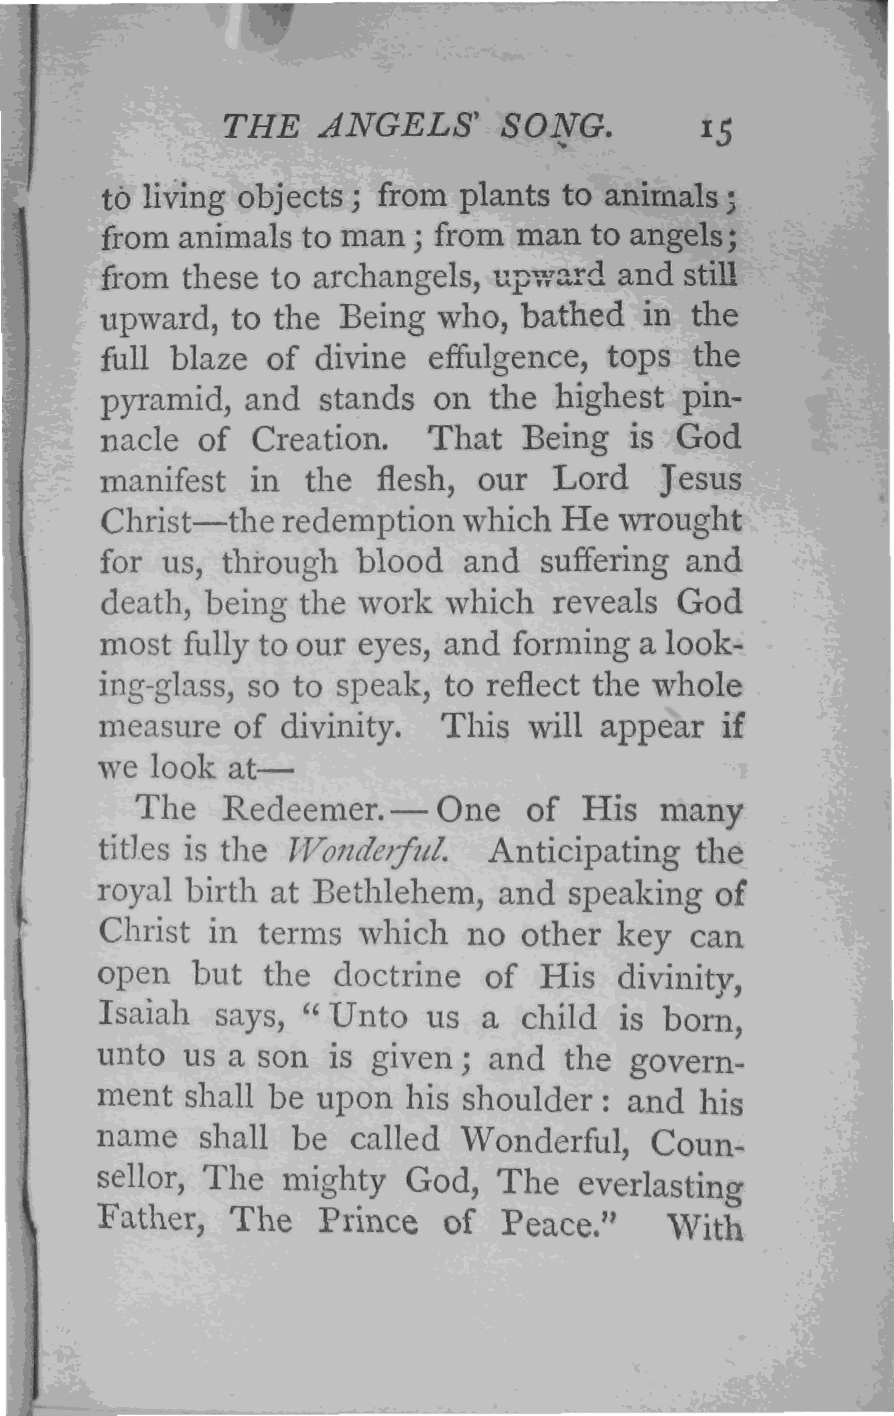 THE ANGELS' SONG. 15
to living objects; from plants to animals;
from animals to man; from man to angels;
from these to archangels, upward and still
upward, to the Being who, bathed in the
full blaze of divine effulgence, tops the
pyramid, and stands on the highest pin-
nacle of Creation. That Being is God
manifest in the flesh, our Lord Jesus
Christ—the redemption which He wrought
for us, through blood and suffering and
death, being the work which reveals God
most fully to our eyes, and forming a look-
ing-glass, so to speak, to reflect the whole
measure of divinity. This will appear if
we look at—
The Redeemer.—One of His many
titles is the Wonderful. Anticipating the
royal birth at Bethlehem, and speaking of
Christ in terms which no other key can
open but the doctrine of His divinity,
Isaiah says, “Unto us a child is born,
unto us a son is given; and the govern-
ment shall be upon his shoulder: and his
name shall be called Wonderful, Coun-
sellor, The mighty God, The everlasting
Father, The Prince of Peace.” With